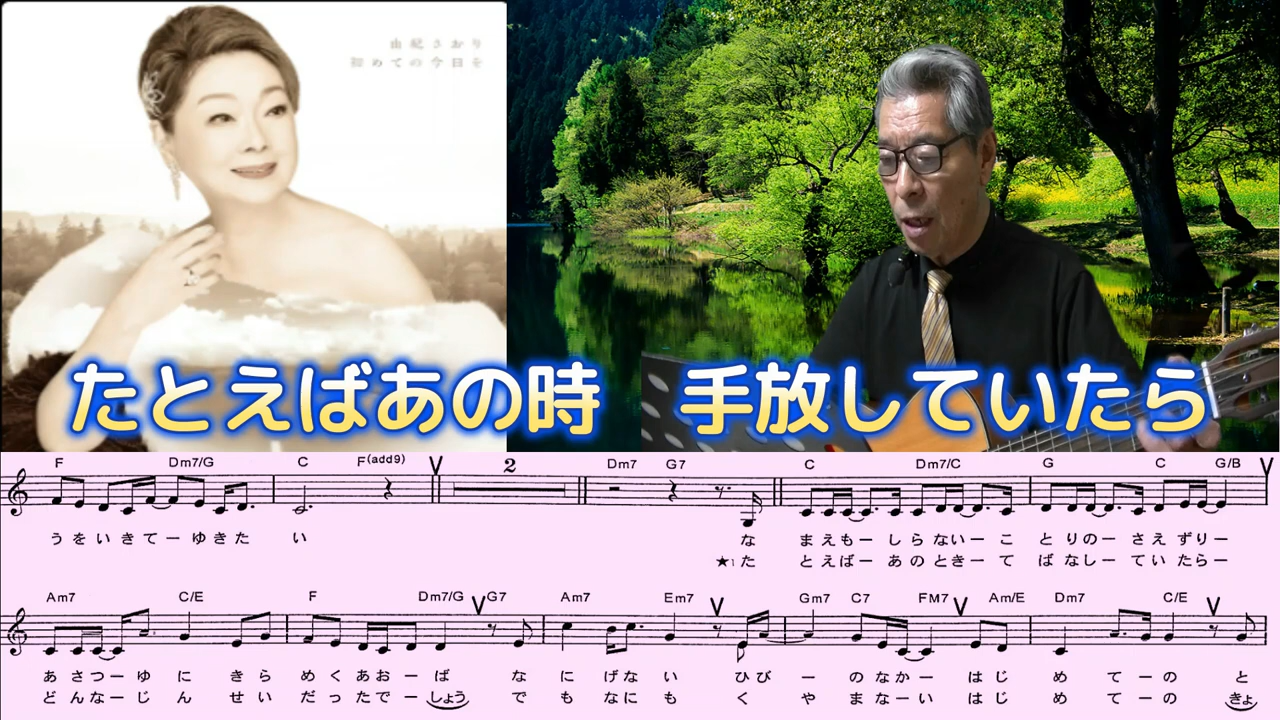 由紀さおり
初めての今日を
たとえばあの時 手放していたら
F Dm7/G C F(add9) 2 Dm7 G7 C Dm7/C G C G/B
うをいきてーゆきた い な まえもーしらないーこ とりのーさえずりー
★1た とえばーあのときーて ばなしーていたらー
Am7 C/E F Dm7/G G7 Am7 Em7 Gm7 C7 FM7 Am/E Dm7 C/E
あさつーゆ に きら めくあおーば な に げな い ひび ー のなかー はじ め てーの と
どんなーじん せい だったでーしょう で も なに も く やまなーい はじ め てーの きょ